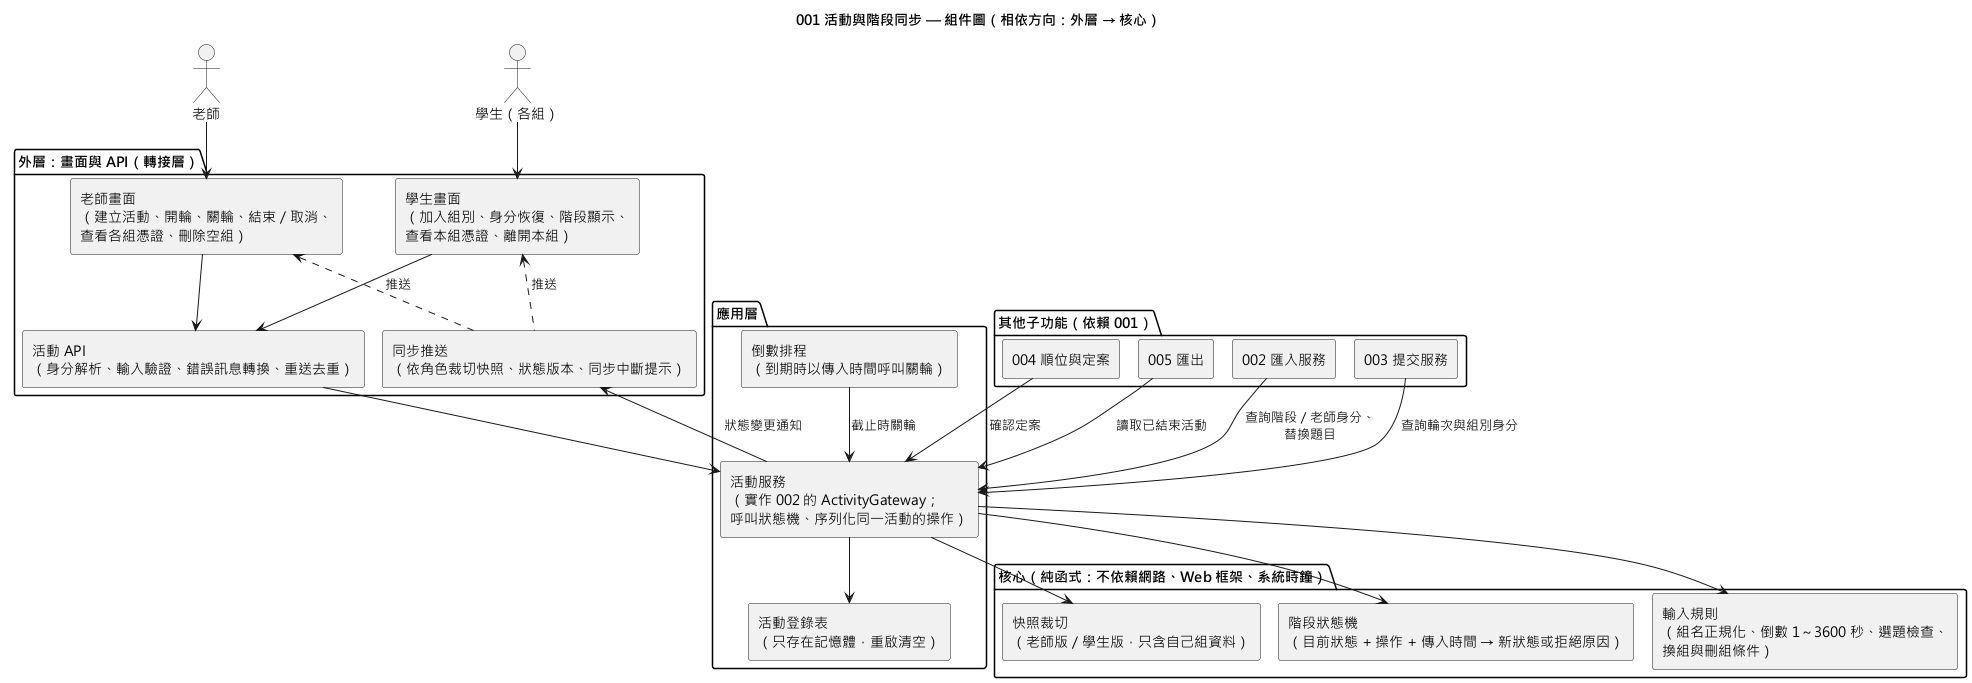 001 活動與階段同步 — 組件圖（相依方向：外層 → 核心）
老師
學生（各組）
外層：畫面與 API（轉接層）
老師畫面
（建立活動、開輪、關輪、結束 / 取消、
查看各組憑證、刪除空組）
學生畫面
（加入組別、身分恢復、階段顯示、
查看本組憑證、離開本組）
推送
推送
活動 API
（身分解析、輸入驗證、錯誤訊息轉換、重送去重）
同步推送
（依角色裁切快照、狀態版本、同步中斷提示）
應用層
倒數排程
（到期時以傳入時間呼叫關輪）
其他子功能（依賴 001）
004 順位與定案
005 匯出
002 匯入服務
003 提交服務
狀態變更通知
截止時關輪
確認定案
讀取已結束活動
查詢階段 / 老師身分、
替換題目
查詢輪次與組別身分
活動服務
（實作 002 的 ActivityGateway；
呼叫狀態機、序列化同一活動的操作）
活動登錄表
（只存在記憶體，重啟清空）
核心（純函式：不依賴網路、Web 框架、系統時鐘）
快照裁切
（老師版 / 學生版，只含自己組資料）
階段狀態機
（目前狀態 + 操作 + 傳入時間 → 新狀態或拒絕原因）
輸入規則
（組名正規化、倒數 1～3600 秒、選題檢查、
換組與刪組條件）